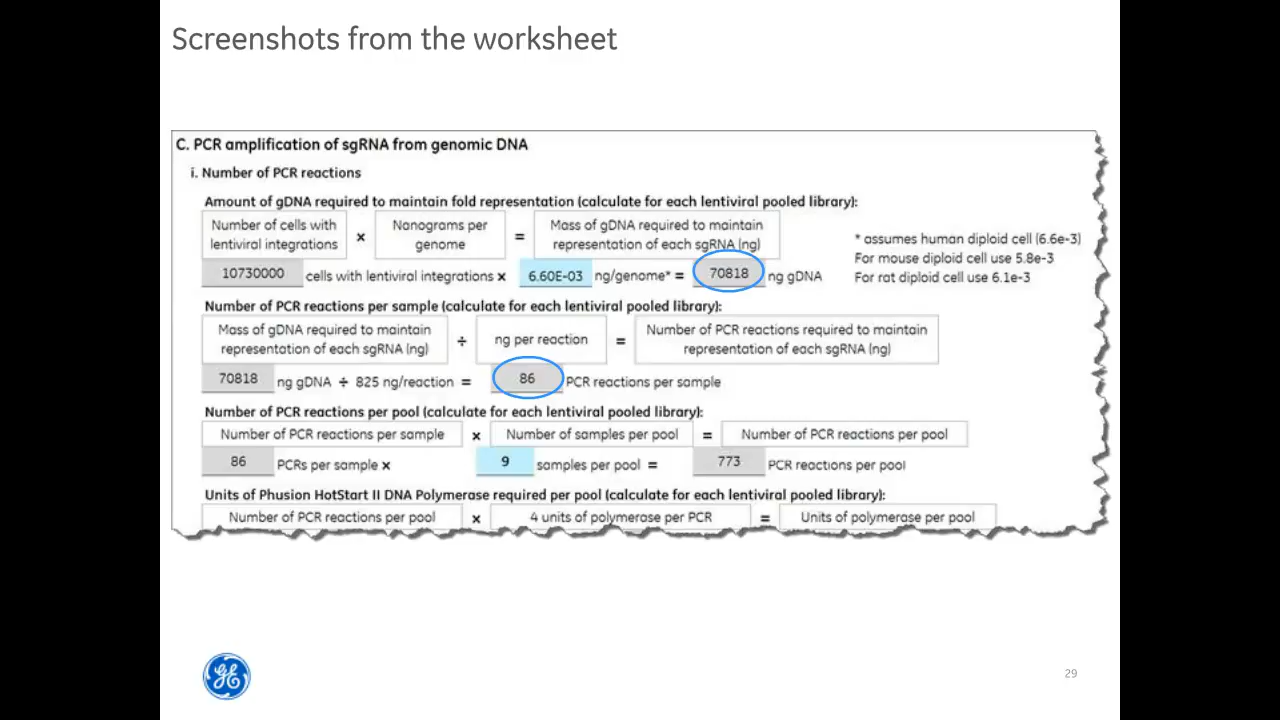 Screenshots from the worksheet
C. PCR amplification of sgRNA from genomic DNA
i. Number of PCR reactions
Amount of gDNA required to maintain fold representation (calculate for each lentiviral pooled library):
Number of cells with lentiviral integrations × Nanograms per genome = Mass of gDNA required to maintain representation of each sgRNA (ng)
10730000 cells with lentiviral integrations × 6.60E-03 ng/genome* = 70818 ng gDNA
* assumes human diploid cell (6.6e-3)
For mouse diploid cell use 5.8e-3
For rat diploid cell use 6.1e-3
Number of PCR reactions per sample (calculate for each lentiviral pooled library):
Mass of gDNA required to maintain representation of each sgRNA (ng) ÷ ng per reaction = Number of PCR reactions required to maintain representation of each sgRNA (ng)
70818 ng gDNA ÷ 825 ng/reaction = 86 PCR reactions per sample
Number of PCR reactions per pool (calculate for each lentiviral pooled library):
Number of PCR reactions per sample × Number of samples per pool = Number of PCR reactions per pool
86 PCRs per sample × 9 samples per pool = 773 PCR reactions per pool
Units of Phusion HotStart II DNA Polymerase required per pool (calculate for each lentiviral pooled library):
Number of PCR reactions per pool × 4 units of polymerase per PCR = Units of polymerase per pool
GE
29